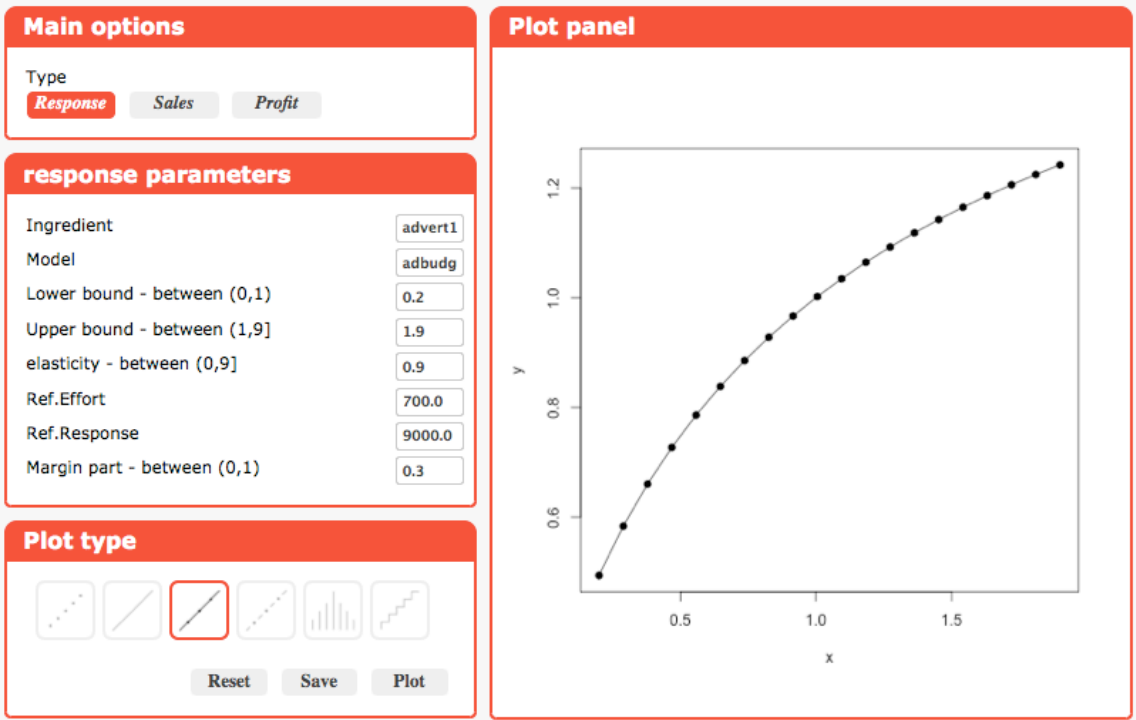 Main options
Type
Response Sales Profit
response parameters
Ingredient advert1
Model adbudg
Lower bound - between (0,1) 0.2
Upper bound - between (1,9] 1.9
elasticity - between (0,9] 0.9
Ref.Effort 700.0
Ref.Response 9000.0
Margin part - between (0,1) 0.3
Plot type
Reset Save Plot
Plot panel
1.2
1.0
0.8
0.6
y
0.5 1.0 1.5
x